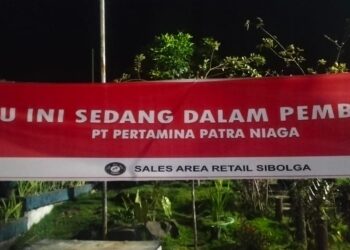 U INI SEDANG DALAM PEMB
PT PERTAMINA PATRA NIAGA
SALES AREA RETAIL SIBOLGA